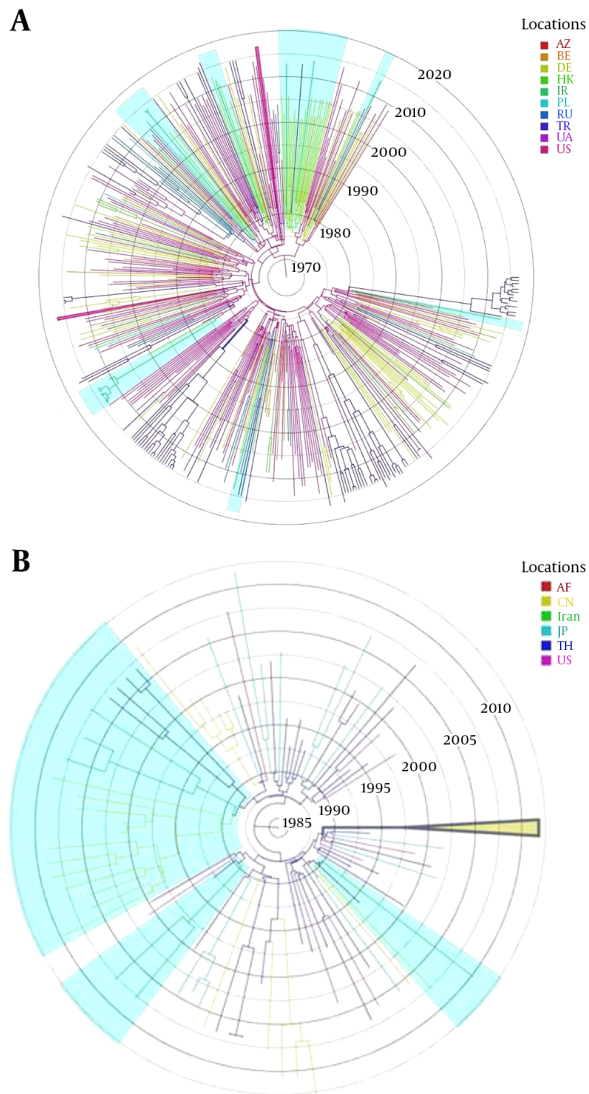 A
Locations
AZ
BE
DE
HK
IR
PL
RU
TR
UA
US
2020
2010
2000
1990
1980
1970
B
Locations
AF
CN
Iran
JP
TH
US
2010
2005
2000
1995
1990
1985